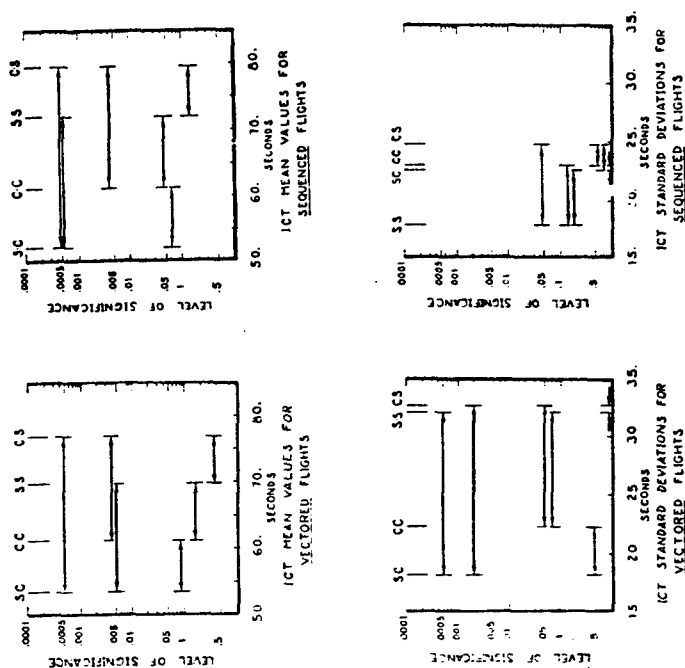 SC CC SS CS
.0001
.0005
.001
.005
.01
.05
.1
.5
LEVEL OF SIGNIFICANCE
50. 60. 70. 80.
SECONDS
ICT MEAN VALUES FOR
VECTORED FLIGHTS
SC CC SS CS
.0001
.0005
.001
.005
.01
.05
.1
.5
LEVEL OF SIGNIFICANCE
50. 60. 70. 80.
SECONDS
ICT MEAN VALUES FOR
SEQUENCED FLIGHTS
SC CC SS CS
.0001
.0005
.001
.005
.01
.05
.1
.5
LEVEL OF SIGNIFICANCE
15 20 35.
SECONDS
ICT STANDARD DEVIATIONS FOR
VECTORED FLIGHTS
SS SC CC CS
.0001
.0005
.001
.005
.01
.05
.1
.5
LEVEL OF SIGNIFICANCE
15. 25. 35.
SECONDS
ICT STANDARD DEVIATIONS FOR
SEQUENCED FLIGHTS